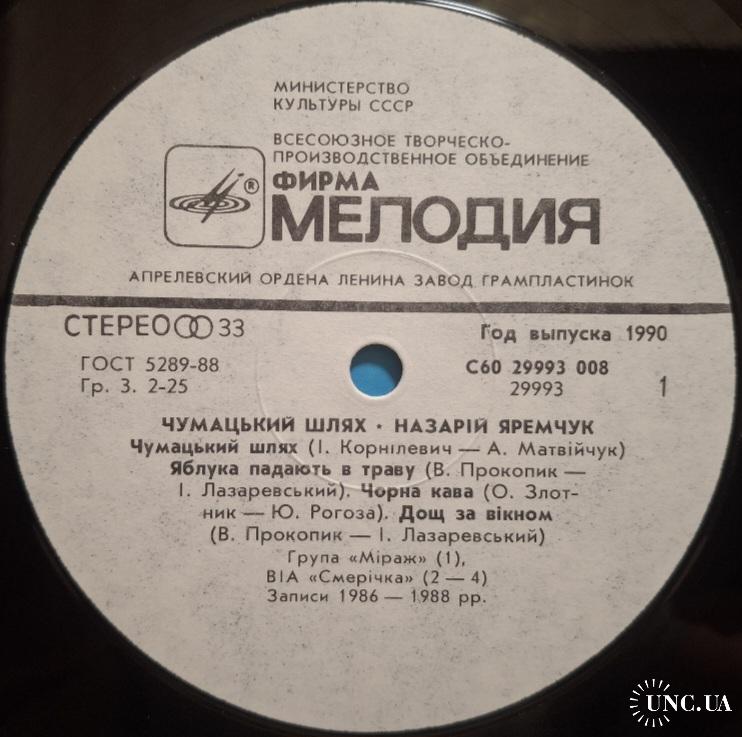 МИНИСТЕРСТВО
КУЛЬТУРЫ СССР
ВСЕСОЮЗНОЕ ТВОРЧЕСКО-
ПРОИЗВОДСТВЕННОЕ ОБЪЕДИНЕНИЕ
®
ФИРМА
МЕЛОДИЯ
АПРЕЛЕВСКИЙ ОРДЕНА ЛЕНИНА ЗАВОД ГРАМПЛАСТИНОК
СТЕРЕО 33
Год выпуска 1990
ГОСТ 5289-88
С60 29993 008
Гр. 3. 2-25
29993
1
ЧУМАЦЬКИЙ ШЛЯХ · НАЗАРІЙ ЯРЕМЧУК
Чумацький шлях (І. Корнілевич — А. Матвійчук)
Яблука падають в траву (В. Прокопик —
І. Лазаревський). Чорна кава (О. Злот-
ник — Ю. Рогоза). Дощ за вікном
(В. Прокопик — І. Лазаревський)
Група «Міраж» (1),
ВІА «Смерічка» (2 — 4)
Записи 1986 — 1988 рр.
UNC.UA